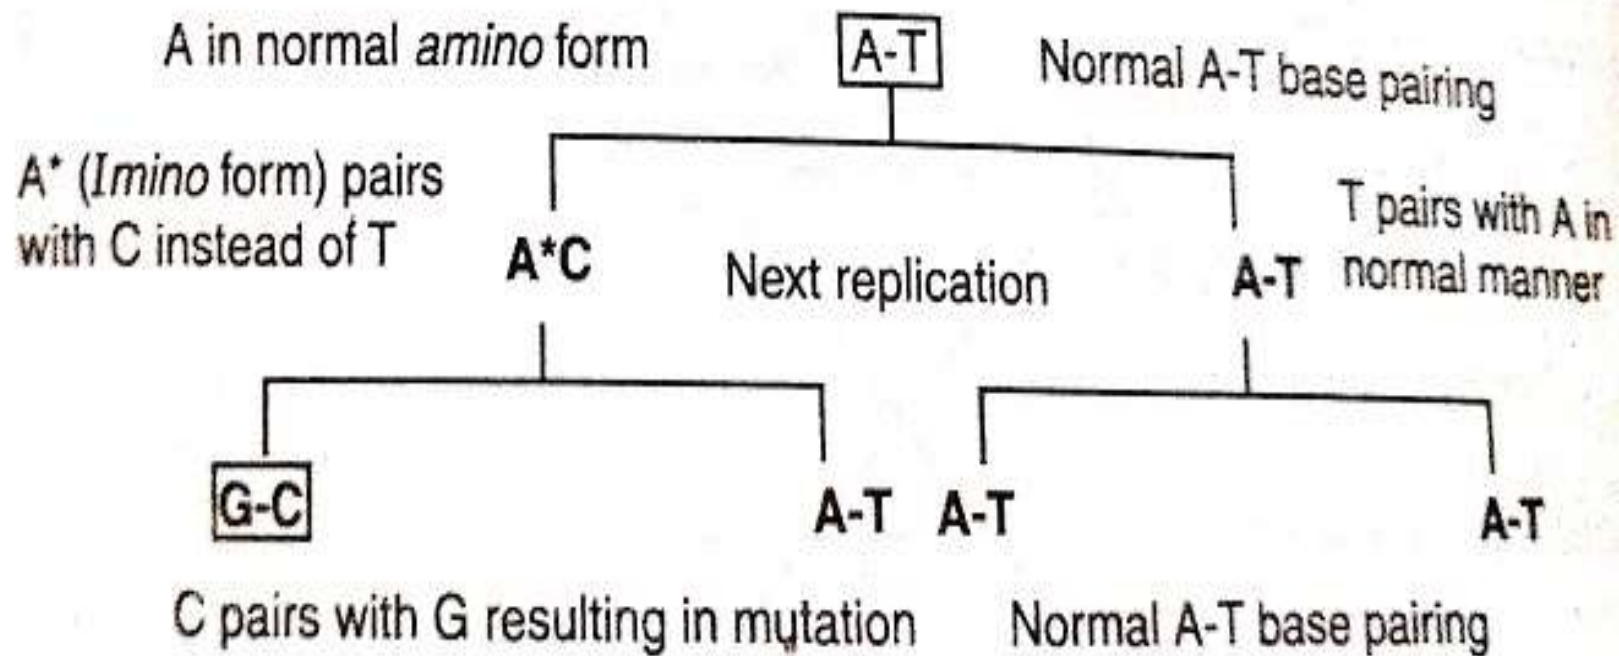 A in normal amino form
A-T
Normal A-T base pairing
A* (Imino form) pairs
with C instead of T
A*C
Next replication
A-T
T pairs with A in
normal manner
G-C
A-T
A-T
A-T
C pairs with G resulting in mutation
Normal A-T base pairing